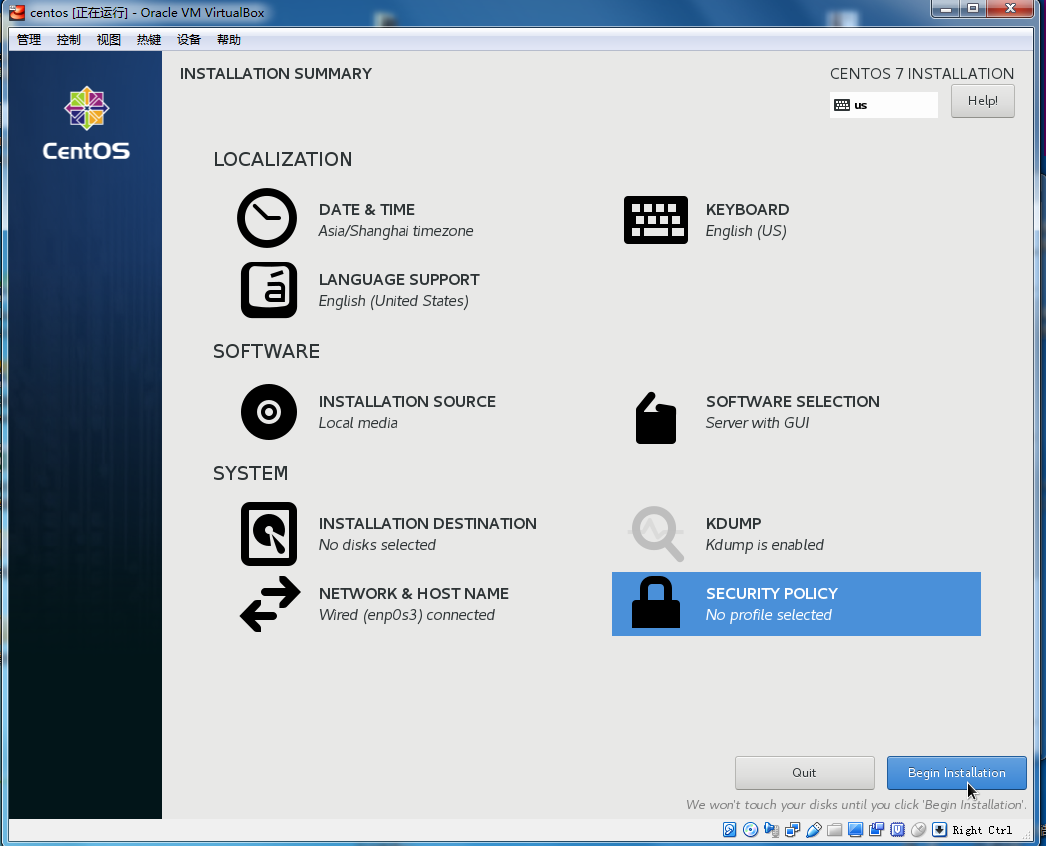 centos [正在运行] - Oracle VM VirtualBox
管理 控制 视图 热键 设备 帮助
CentOS
INSTALLATION SUMMARY
CENTOS 7 INSTALLATION
us
Help!
LOCALIZATION
DATE & TIME
Asia/Shanghai timezone
KEYBOARD
English (US)
LANGUAGE SUPPORT
English (United States)
SOFTWARE
INSTALLATION SOURCE
Local media
SOFTWARE SELECTION
Server with GUI
SYSTEM
INSTALLATION DESTINATION
No disks selected
KDUMP
Kdump is enabled
NETWORK & HOST NAME
Wired (enp0s3) connected
SECURITY POLICY
No profile selected
Quit
Begin Installation
We won't touch your disks until you click 'Begin Installation'.
Right Ctrl